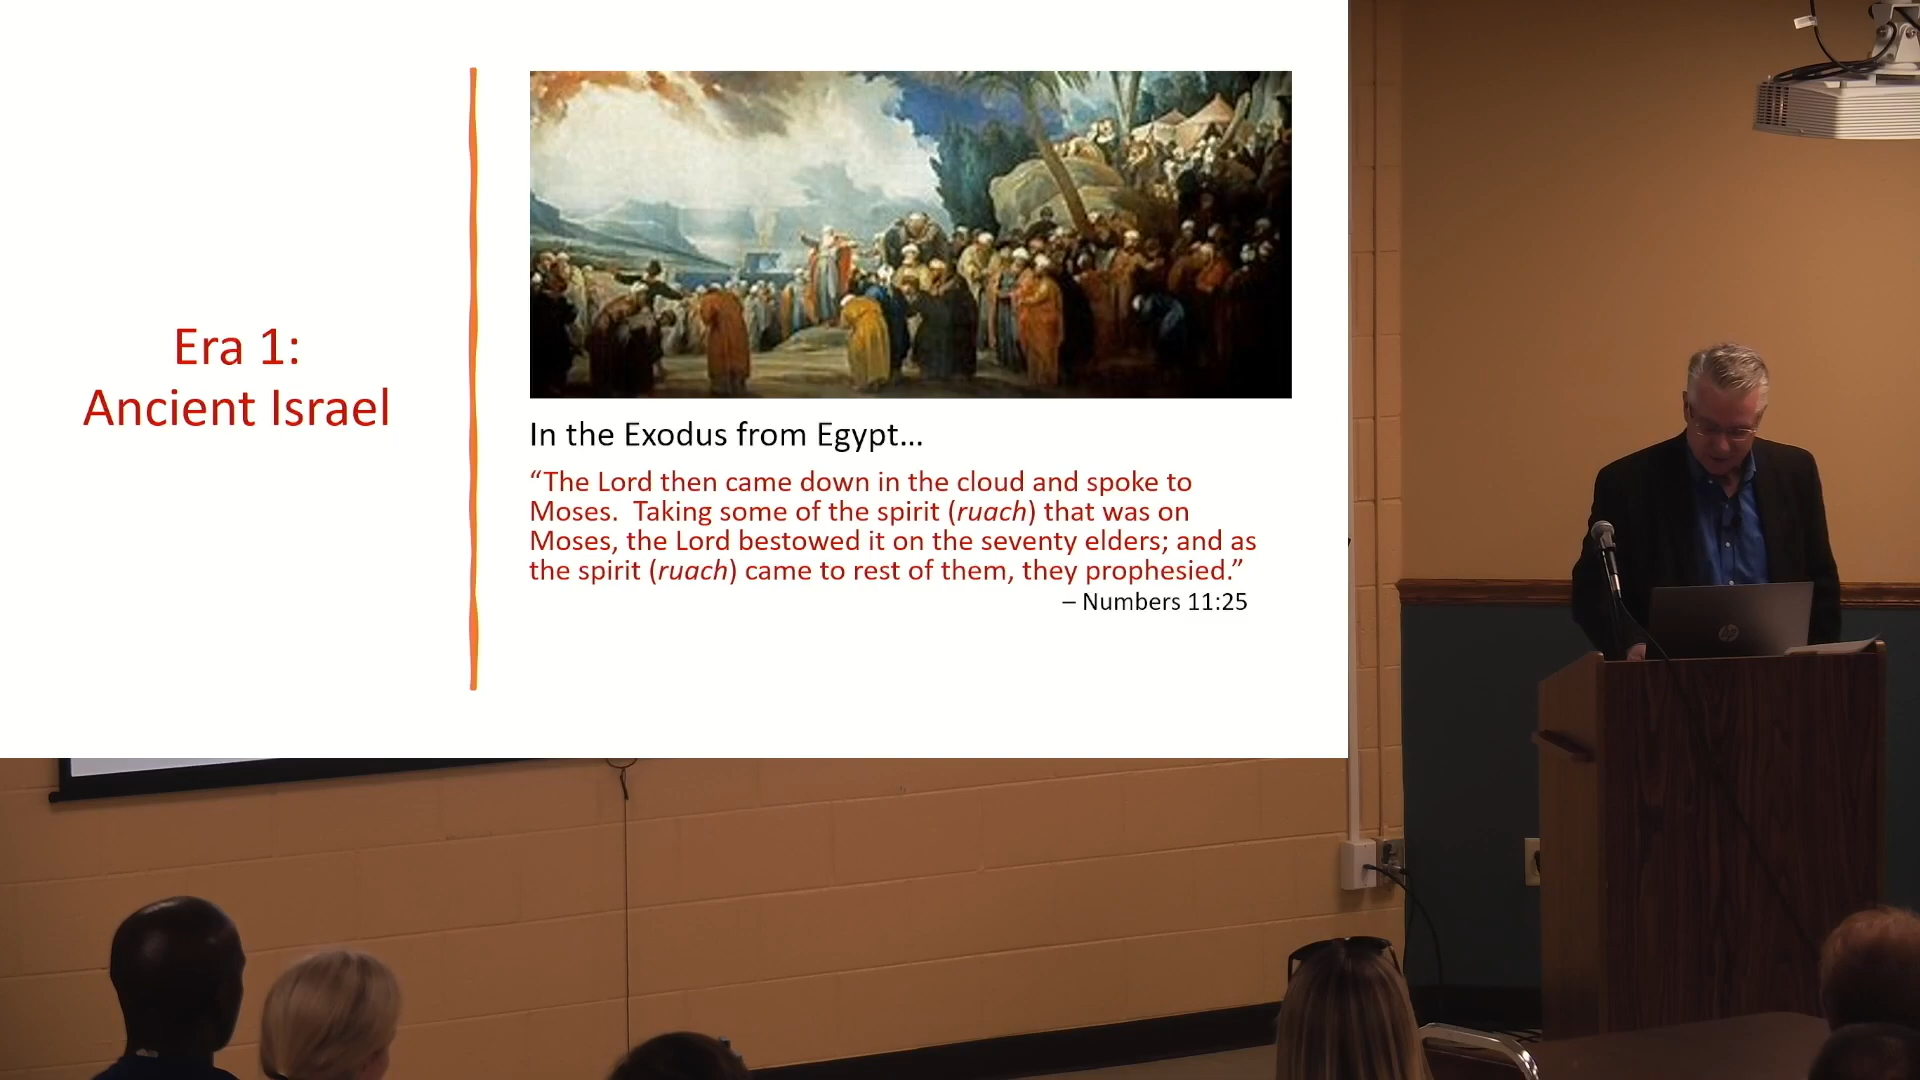 Era 1:
Ancient Israel
In the Exodus from Egypt...
“The Lord then came down in the cloud and spoke to
Moses.  Taking some of the spirit (ruach) that was on
Moses, the Lord bestowed it on the seventy elders; and as
the spirit (ruach) came to rest of them, they prophesied.”
– Numbers 11:25
hp